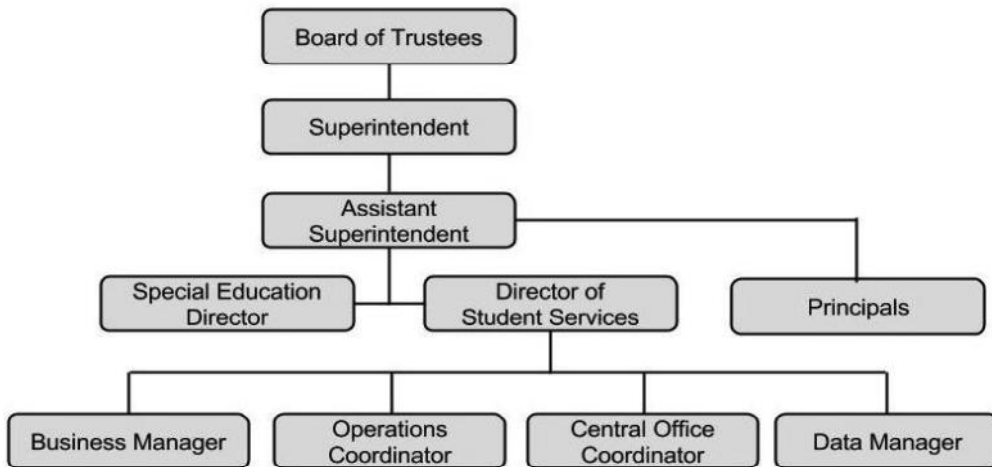 Board of Trustees
Superintendent
Assistant
Superintendent
Special Education
Director
Director of
Student Services
Principals
Business Manager
Operations
Coordinator
Central Office
Coordinator
Data Manager